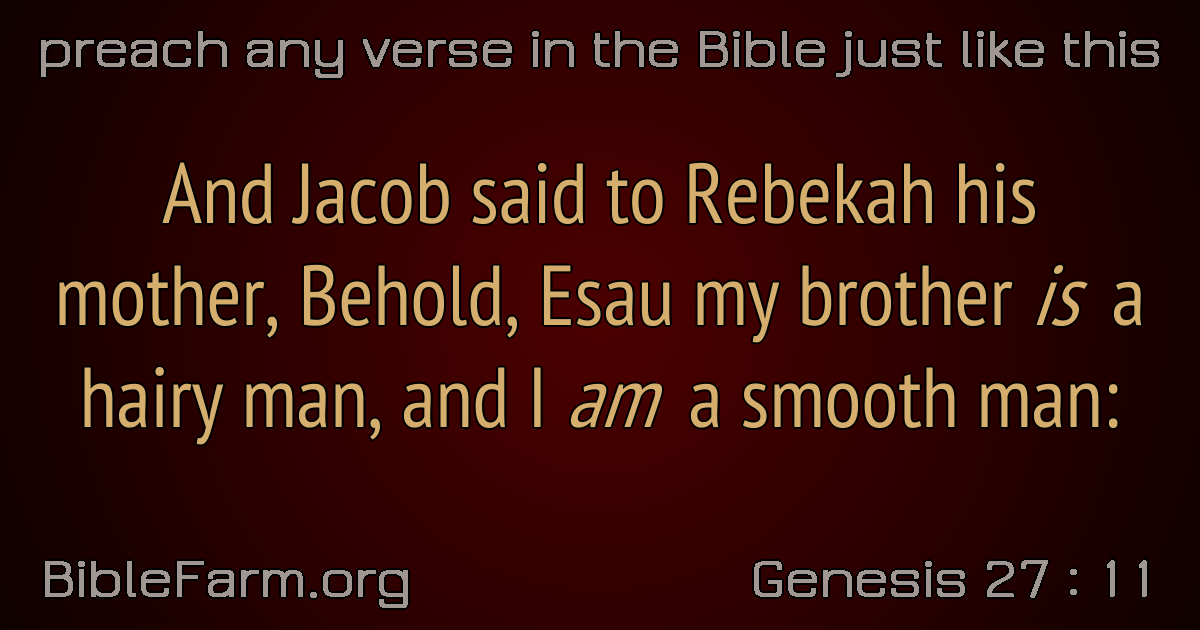 preach any verse in the Bible just like this
And Jacob said to Rebekah his
mother, Behold, Esau my brother is a
hairy man, and I am a smooth man:
BibleFarm.org
Genesis 27 : 11